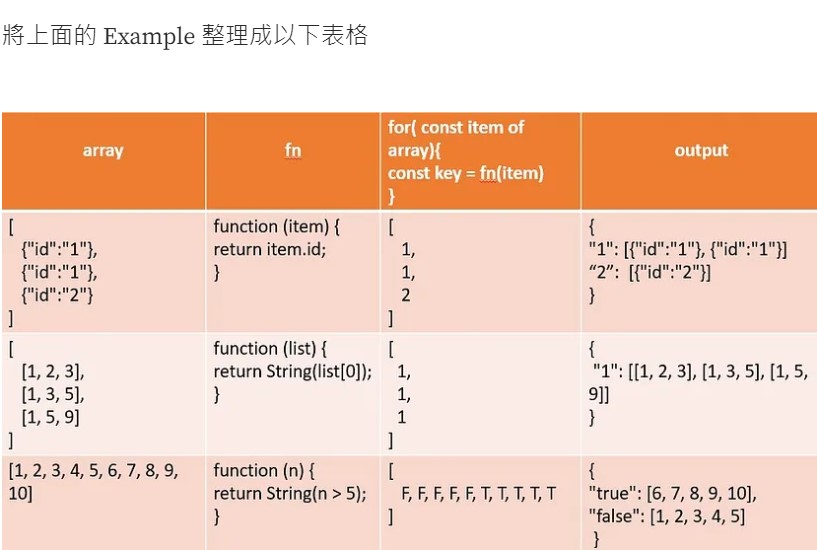 將上面的 Example 整理成以下表格
array
fn
for( const item of
array){
const key = fn(item)
}
output
[
{"id":"1"},
{"id":"1"},
{"id":"2"}
]
function (item) {
return item.id;
}
[
1,
1,
2
]
{
"1": [{"id":"1"}, {"id":"1"}]
“2”: [{"id":"2"}]
}
[
[1, 2, 3],
[1, 3, 5],
[1, 5, 9]
]
function (list) {
return String(list[0]);
}
[
1,
1,
1
]
{
"1": [[1, 2, 3], [1, 3, 5], [1, 5,
9]]
}
[1, 2, 3, 4, 5, 6, 7, 8, 9,
10]
function (n) {
return String(n > 5);
}
[
F, F, F, F, F, T, T, T, T, T
]
{
"true": [6, 7, 8, 9, 10],
"false": [1, 2, 3, 4, 5]
}